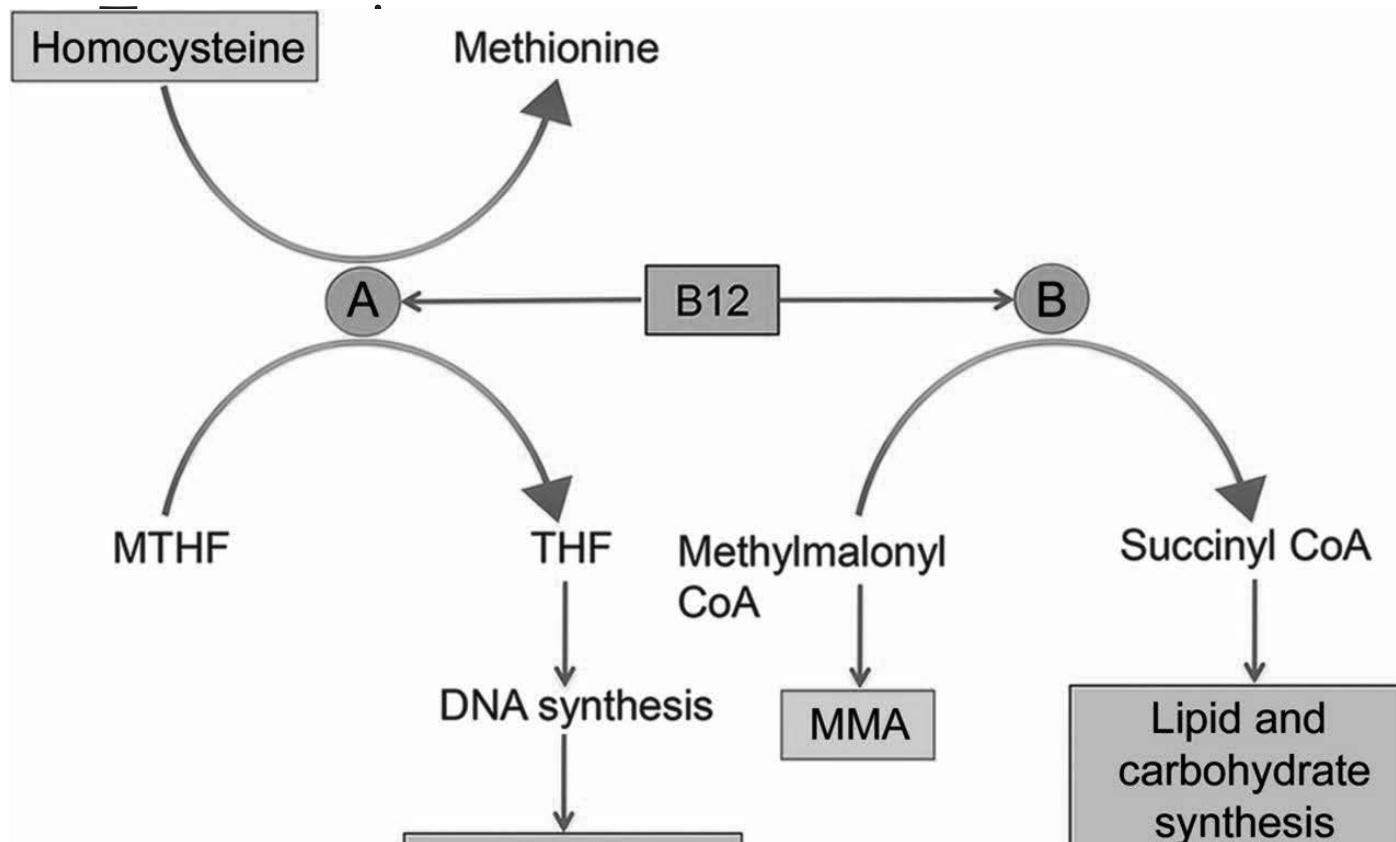 Homocysteine
Methionine
A
B12
B
MTHF
THF
Methylmalonyl
CoA
Succinyl CoA
DNA synthesis
MMA
Lipid and
carbohydrate
synthesis